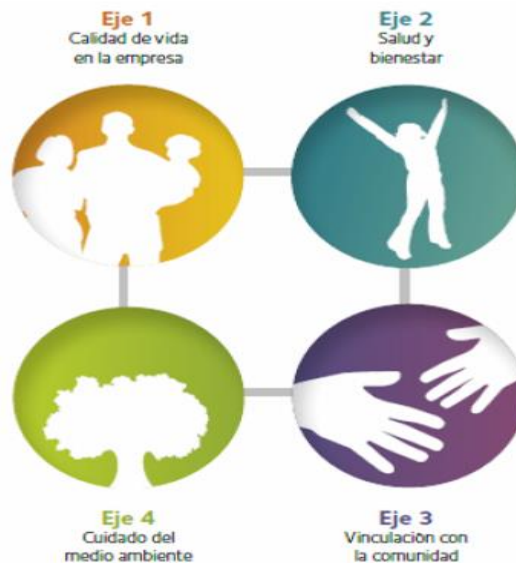 Eje 1
Calidad de vida
en la empresa
Eje 2
Salud y
bienestar
Eje 4
Cuidado del
medio ambiente
Eje 3
Vinculación con
la comunidad